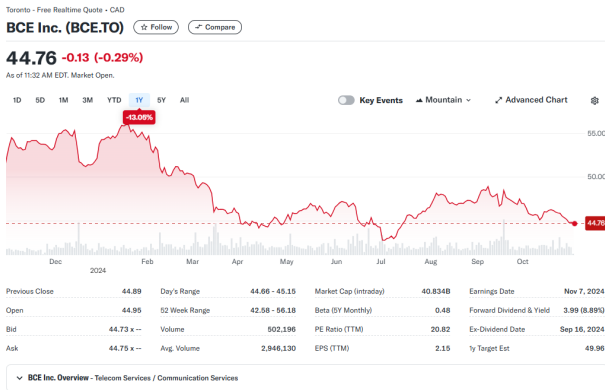 Toronto - Free Realtime Quote • CAD
BCE Inc. (BCE.TO) Follow Compare
44.76 -0.13 (-0.29%)
As of 11:32 AM EDT. Market Open.
1D 5D 1M 3M YTD 1Y 5Y All Key Events Mountain Advanced Chart
-13.06%
55.00
50.00
44.76
Dec Feb Mar Apr May Jun Jul Aug Sep Oct
2024
Previous Close 44.89 Day's Range 44.66 - 45.15 Market Cap (intraday) 40.834B Earnings Date Nov 7, 2024
Open 44.95 52 Week Range 42.58 - 56.18 Beta (5Y Monthly) 0.48 Forward Dividend & Yield 3.99 (8.89%)
Bid 44.73 x -- Volume 502,196 PE Ratio (TTM) 20.82 Ex-Dividend Date Sep 16, 2024
Ask 44.75 x -- Avg. Volume 2,946,130 EPS (TTM) 2.15 1y Target Est 49.96
BCE Inc. Overview - Telecom Services / Communication Services